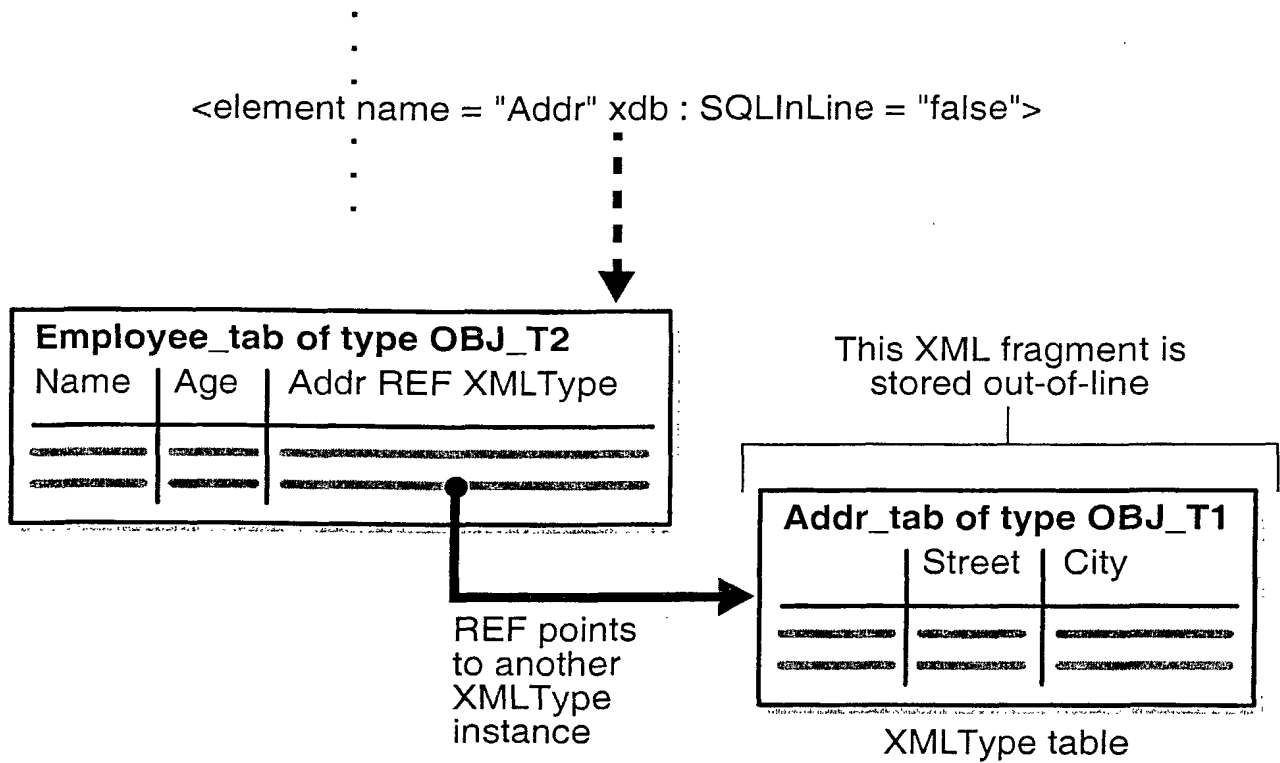 <element name = "Addr" xdb : SQLInLine = "false">
Employee_tab of type OBJ_T2
Name Age Addr REF XMLType
This XML fragment is
stored out-of-line
Addr_tab of type OBJ_T1
Street City
REF points
to another
XMLType
instance
XMLType table